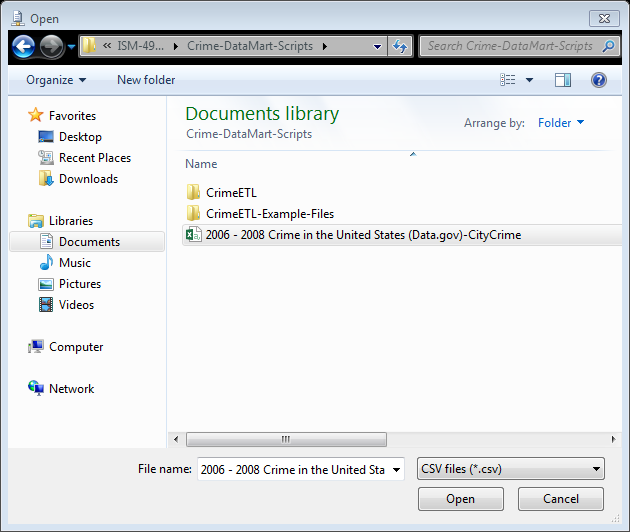 Open
« ISM-49... Crime-DataMart-Scripts Search Crime-DataMart-Scripts
Organize New folder
Favorites
Desktop
Recent Places
Downloads
Libraries
Documents
Music
Pictures
Videos
Computer
Network
Documents library
Crime-DataMart-Scripts
Arrange by: Folder
Name
CrimeETL
CrimeETL-Example-Files
2006 - 2008 Crime in the United States (Data.gov)-CityCrime
File name: 2006 - 2008 Crime in the United Sta CSV files (*.csv)
Open Cancel